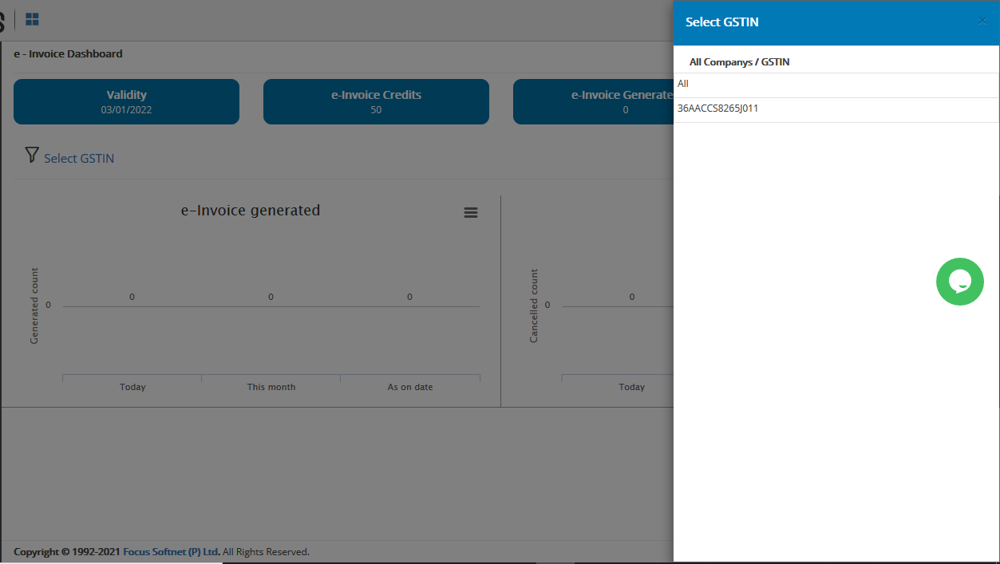 Select GSTIN
×
e - Invoice Dashboard
All Companys / GSTIN
Validity
03/01/2022
e-Invoice Credits
50
e-Invoice Generate
0
All
36AACCS8265J011
Select GSTIN
e-Invoice generated
Generated count
0
0
0
0
Today
This month
As on date
Cancelled count
0
0
Today
Copyright © 1992-2021 Focus Softnet (P) Ltd. All Rights Reserved.